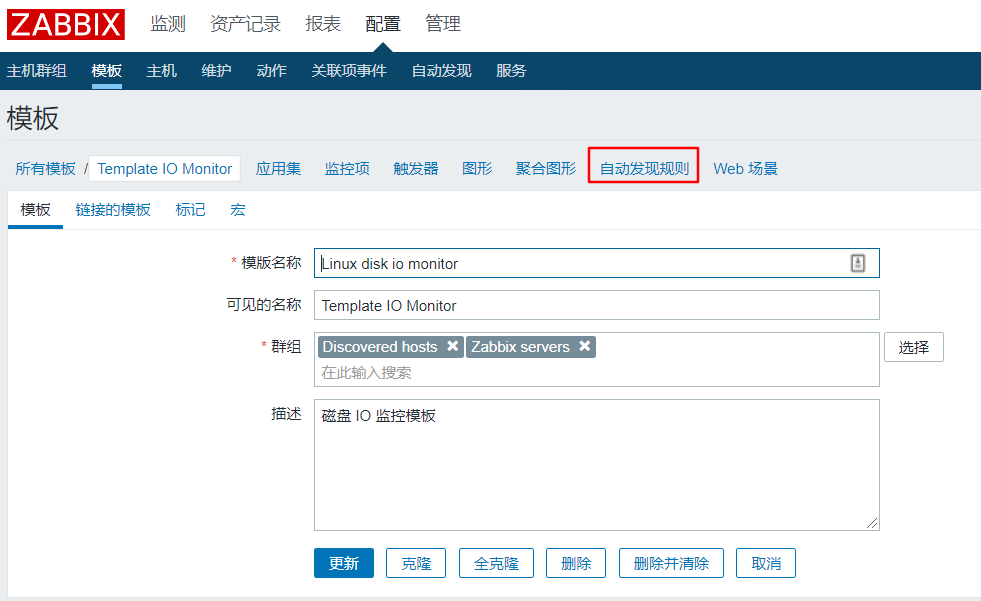 ZABBIX 监测 资产记录 报表 配置 管理
主机群组 模板 主机 维护 动作 关联项事件 自动发现 服务
模板
所有模板 / Template IO Monitor 应用集 监控项 触发器 图形 聚合图形 自动发现规则 Web 场景
模板 链接的模板 标记 宏
* 模版名称 Linux disk io monitor
可见的名称 Template IO Monitor
* 群组 Discovered hosts ✖ Zabbix servers ✖ 选择
在此输入搜索
描述 磁盘 IO 监控模板
更新 克隆 全克隆 删除 删除并清除 取消